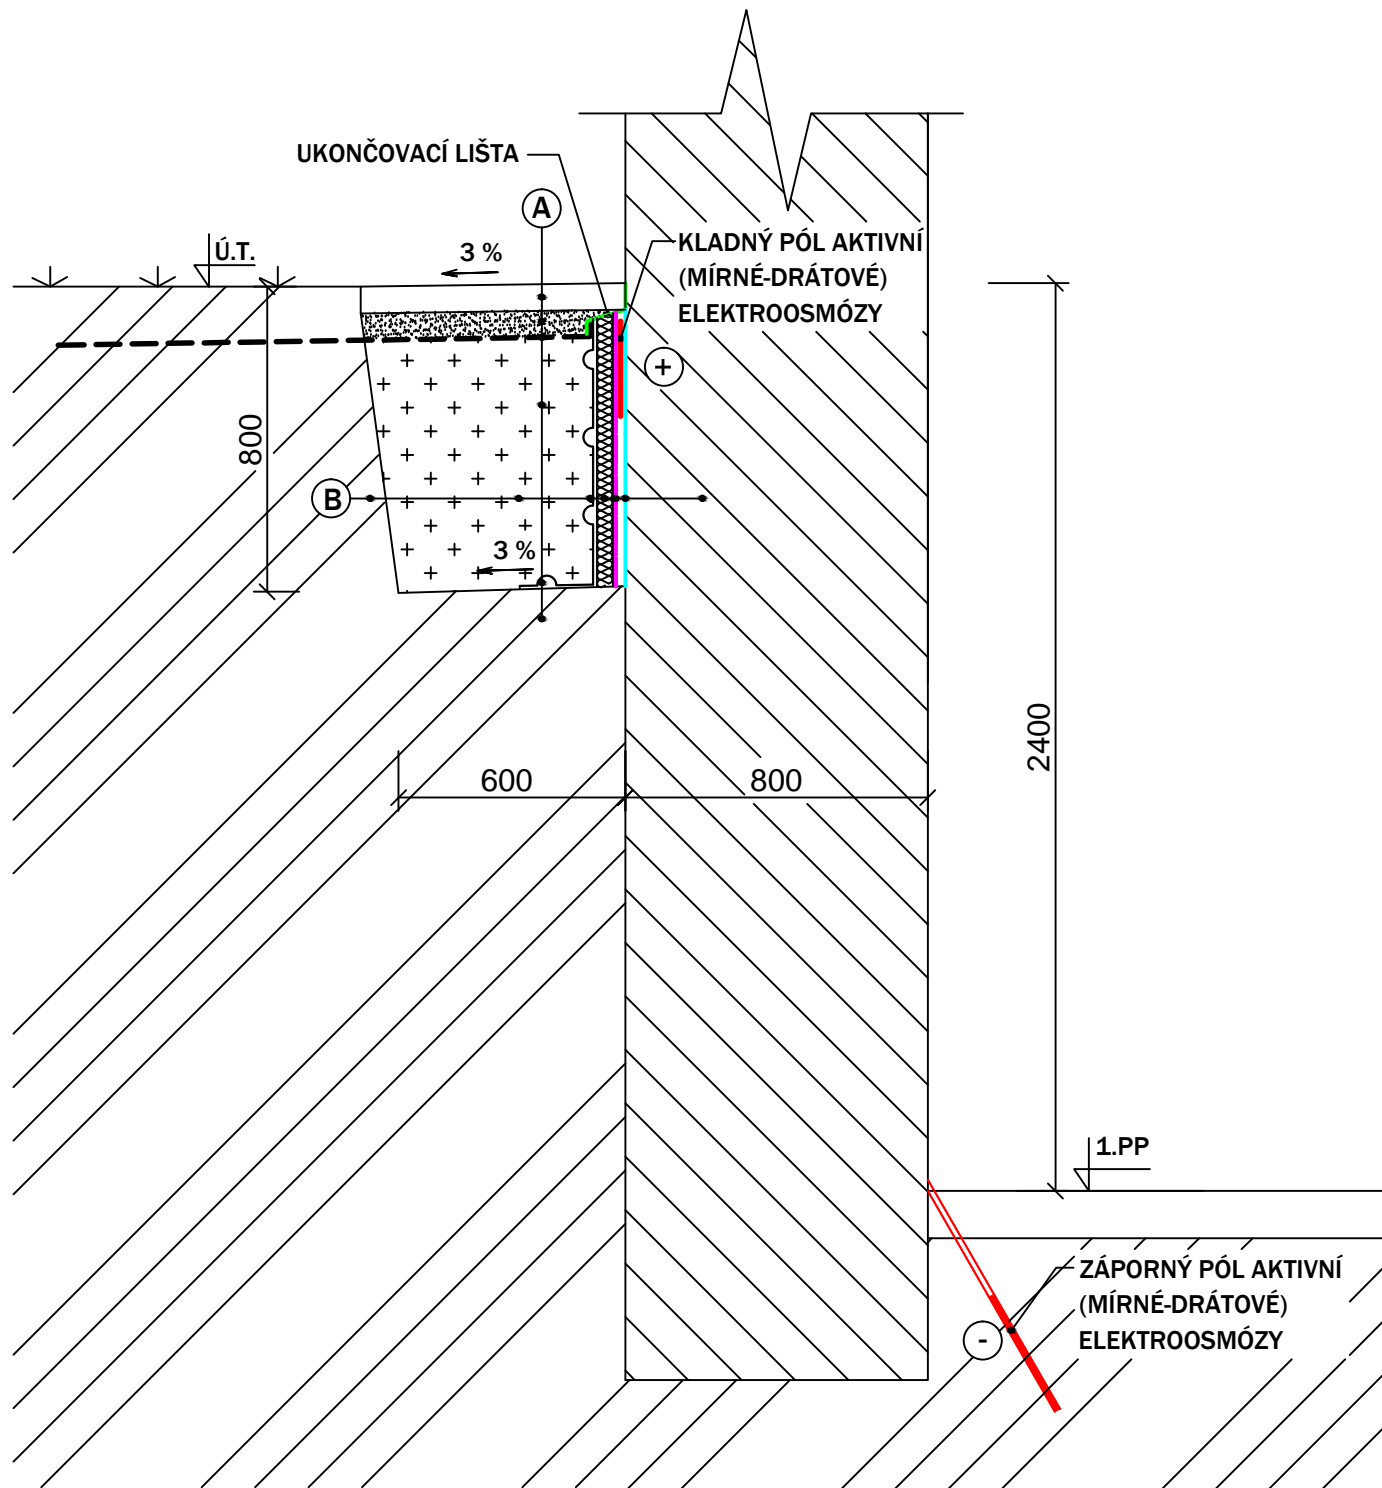 UKONČOVACÍ LIŠTA
A
Ú.T.
3 %
KLADNÝ PÓL AKTIVNÍ
(MÍRNÉ-DRÁTOVÉ)
ELEKTROOSMÓZY
+
800
B
3 %
2400
600
800
1.PP
ZÁPORNÝ PÓL AKTIVNÍ
(MÍRNÉ-DRÁTOVÉ)
ELEKTROOSMÓZY
-